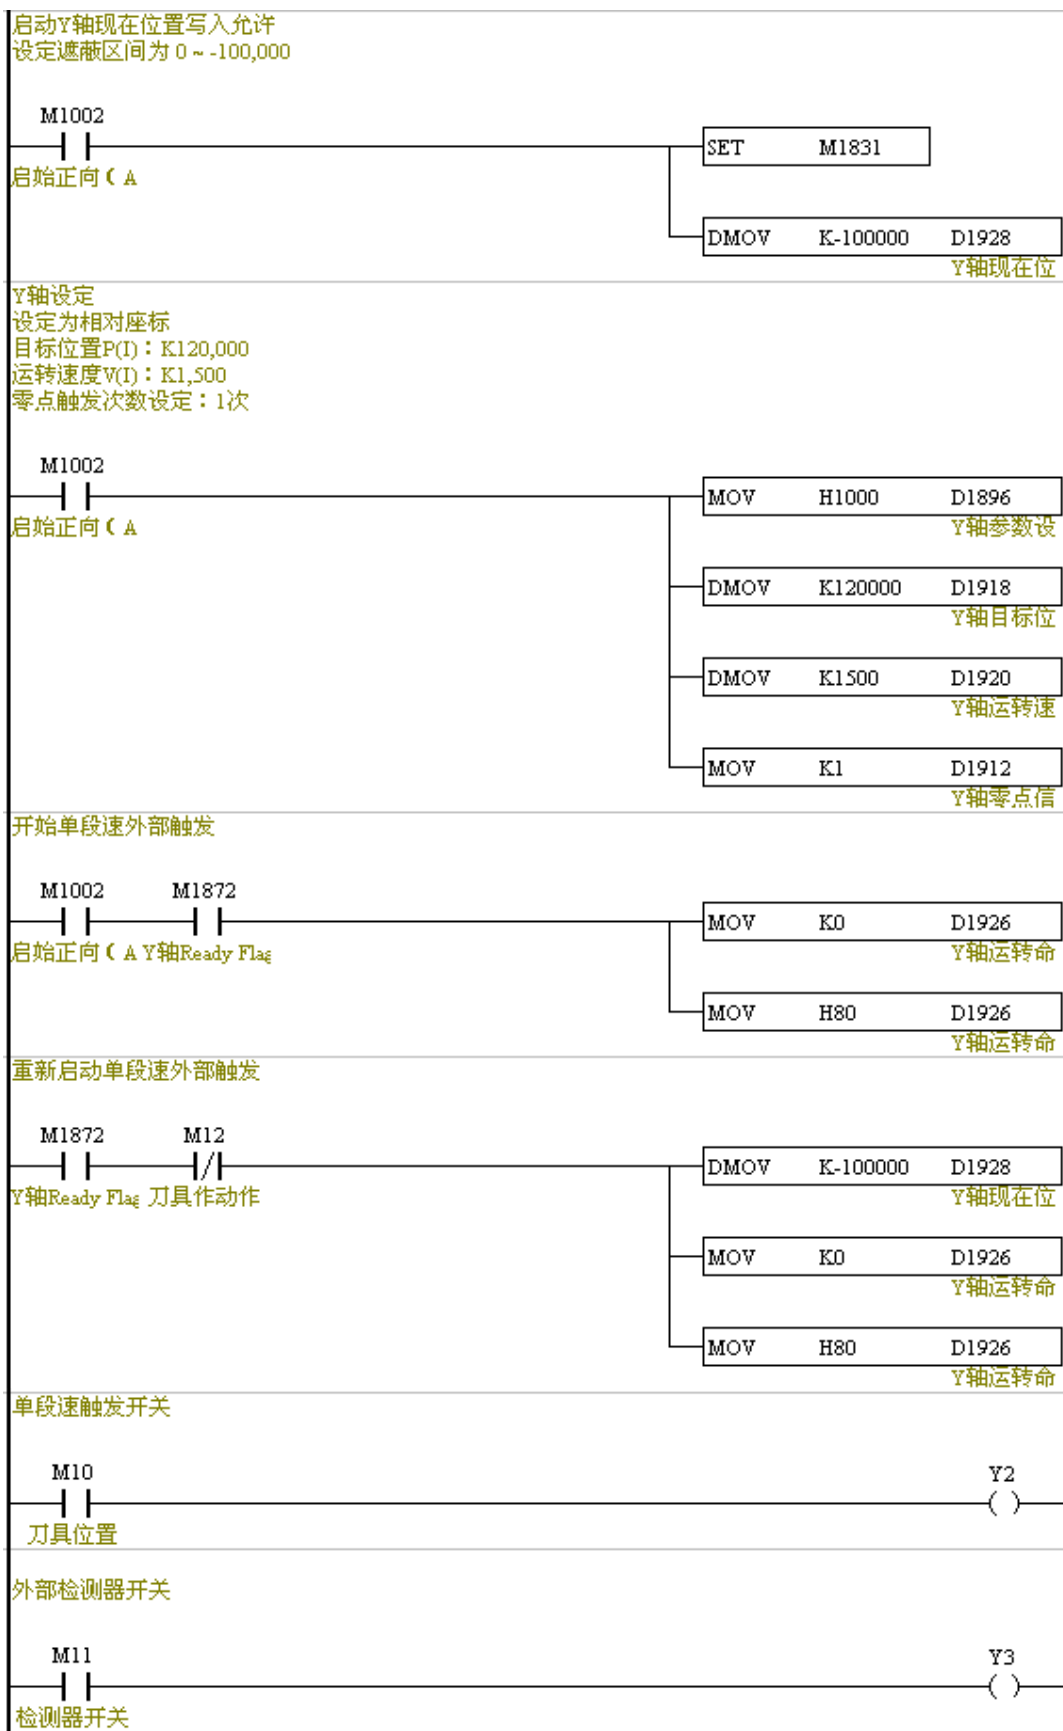 启动Y轴现在位置写入允许
设定遮蔽区间为 0 ~ -100,000
M1002
SET M1831
启始正向 ( A
DMOV K-100000 D1928
Y轴现在位
Y轴设定
设定为相对座标
目标位置P(I)：K120,000
运转速度V(I)：K1,500
零点触发次数设定：1次
M1002
MOV H1000 D1896
启始正向 ( A
Y轴参数设
DMOV K120000 D1918
Y轴目标位
DMOV K1500 D1920
Y轴运转速
MOV K1 D1912
Y轴零点信
开始单段速外部触发
M1002 M1872
MOV K0 D1926
启始正向 ( A Y轴Ready Flag
Y轴运转命
MOV H80 D1926
Y轴运转命
重新启动单段速外部触发
M1872 M12
DMOV K-100000 D1928
Y轴Ready Flag 刀具作动作
Y轴现在位
MOV K0 D1926
Y轴运转命
MOV H80 D1926
Y轴运转命
单段速触发开关
M10 Y2
刀具位置
外部检测器开关
M11 Y3
检测器开关